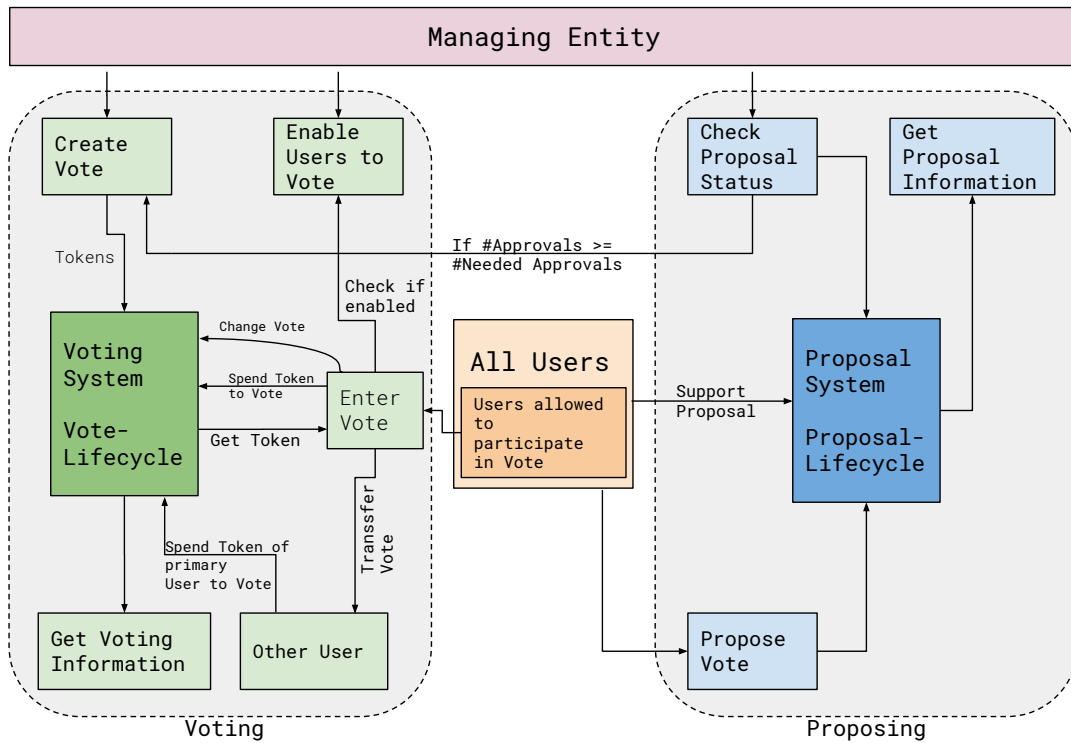 Managing Entity
Create
Vote
Enable
Users to
Vote
Check
Proposal
Status
Get
Proposal
Information
If #Approvals >=
#Needed Approvals
Tokens
Check if
enabled
Change Vote
Voting
System
Vote-
Lifecycle
Spend Token
to Vote
Get Token
Enter
Vote
All Users
Users allowed
to
participate
in Vote
Support
Proposal
Proposal
System
Proposal-
Lifecycle
Transsfer
Vote
Spend Token of
primary
User to Vote
Get Voting
Information
Other User
Propose
Vote
Voting
Proposing